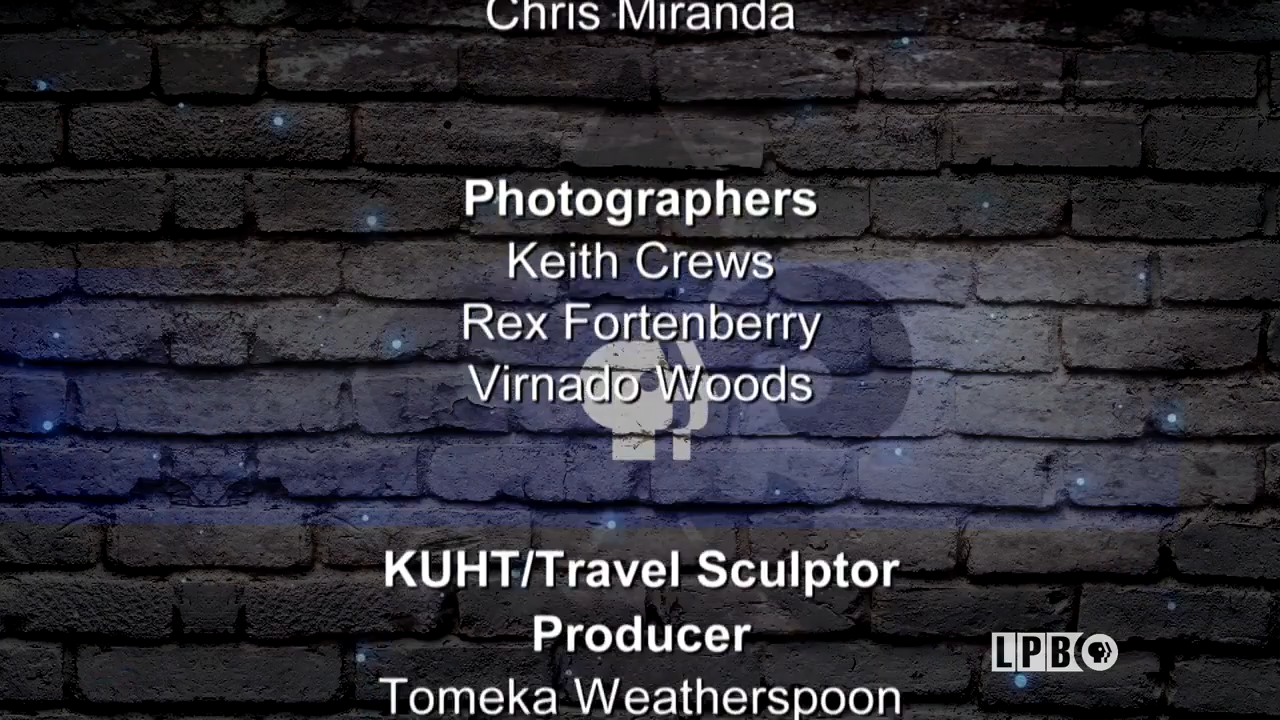 Chris Miranda
Photographers
Keith Crews
Rex Fortenberry
Virnado Woods
KUHT/Travel Sculptor
Producer
Tomeka Weatherspoon
LPB